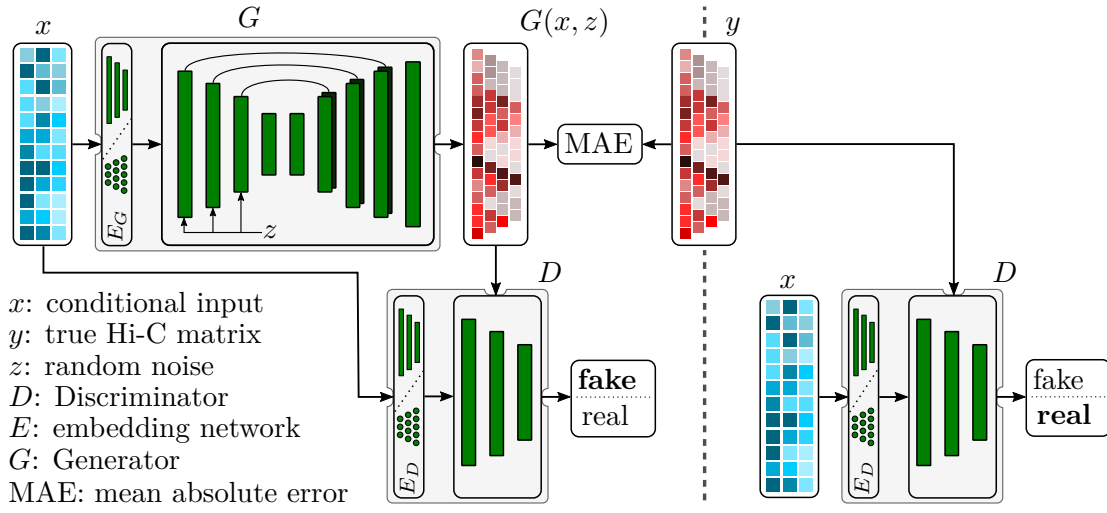 x
G
G(x, z)
y
MAE
E_G
z
D
x
D
x: conditional input
y: true Hi-C matrix
z: random noise
D: Discriminator
E: embedding network
G: Generator
MAE: mean absolute error
E_D
fake
real
E_D
fake
real